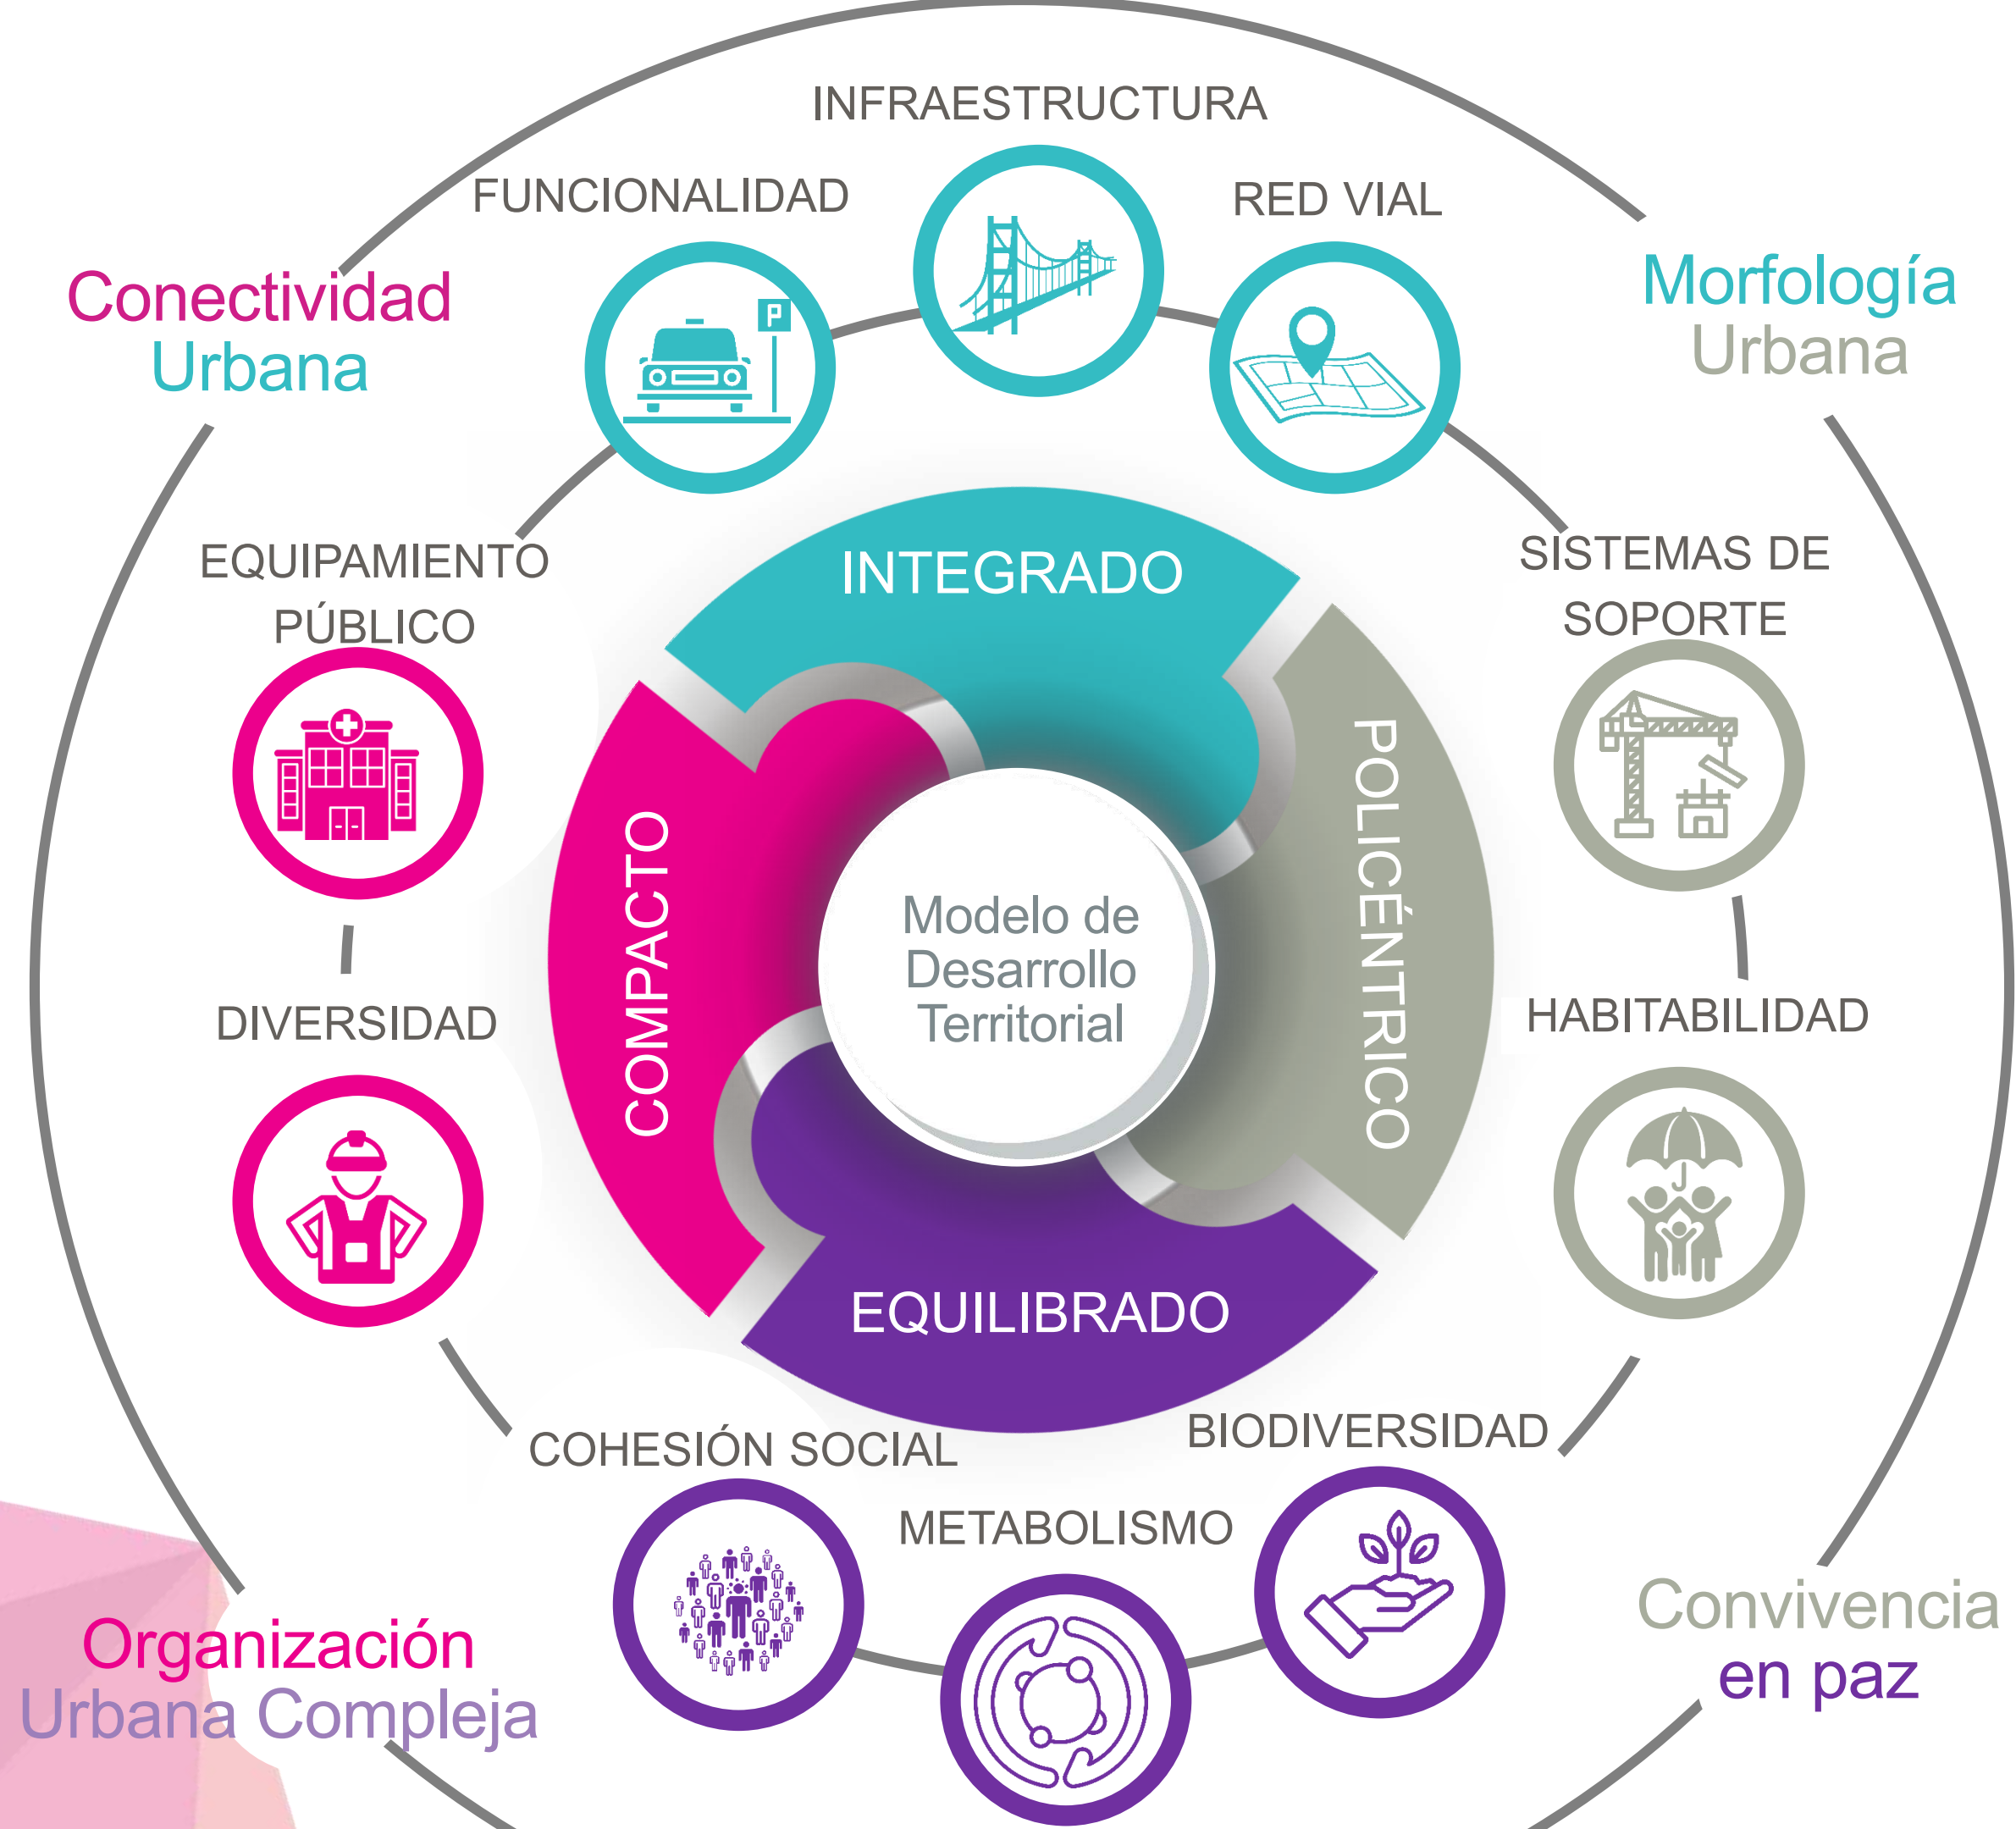 INFRAESTRUCTURA
FUNCIONALIDAD
RED VIAL
P
Conectividad
Urbana
Morfología
Urbana
EQUIPAMIENTO
PÚBLICO
INTEGRADO
SISTEMAS DE
SOPORTE
COMPACTO
POLICÉNTRICO
Modelo de
Desarrollo
Territorial
DIVERSIDAD
HABITABILIDAD
EQUILIBRADO
COHESIÓN SOCIAL
BIODIVERSIDAD
METABOLISMO
Organización
Urbana Compleja
Convivencia
en paz